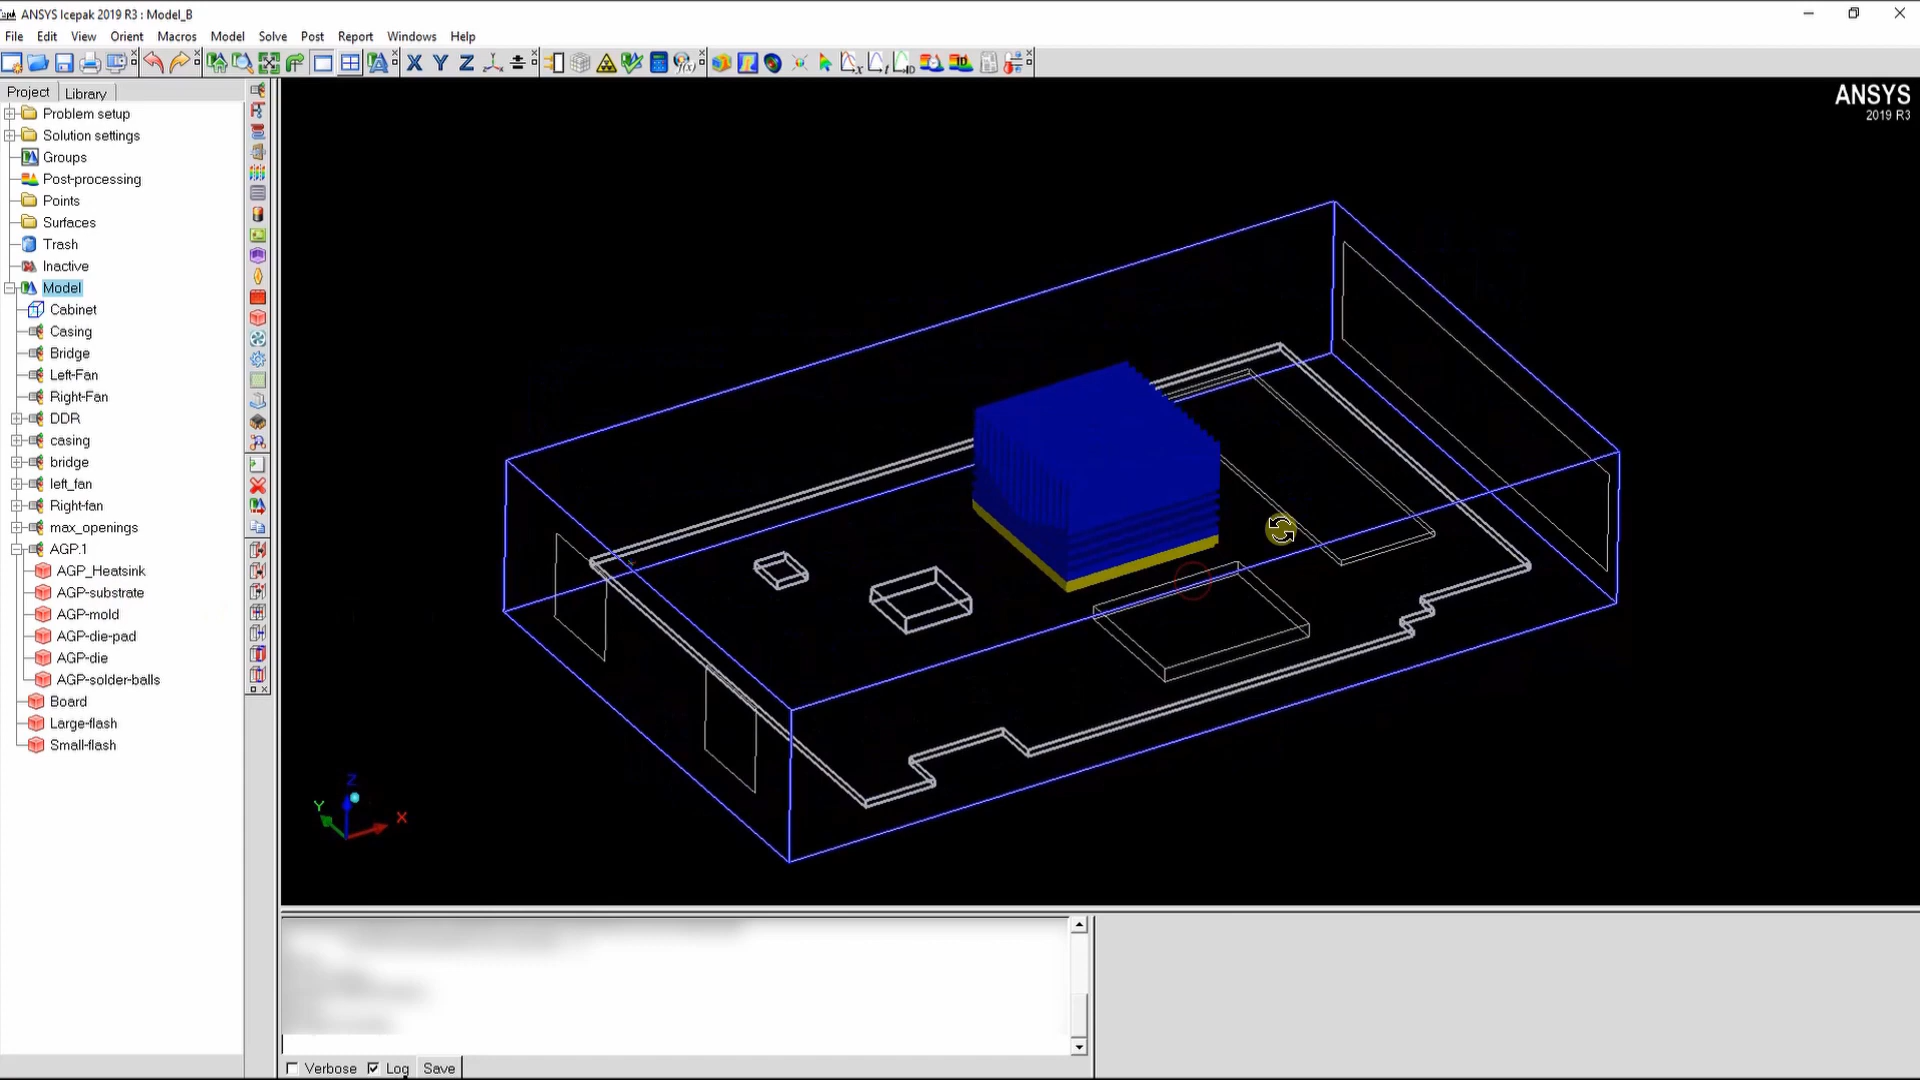 ANSYS Icepak 2019 R3 : Model_B
File Edit View Orient Macros Model Solve Post Report Windows Help
X Y Z
Project Library
Problem setup
Solution settings
Groups
Post-processing
Points
Surfaces
Trash
Inactive
Model
Cabinet
Casing
Bridge
Left-Fan
Right-Fan
DDR
casing
bridge
left_fan
Right-fan
max_openings
AGP.1
AGP_Heatsink
AGP-substrate
AGP-mold
AGP-die-pad
AGP-die
AGP-solder-balls
Board
Large-flash
Small-flash
ANSYS
2019 R3
Z
Y
X
Verbose Log Save